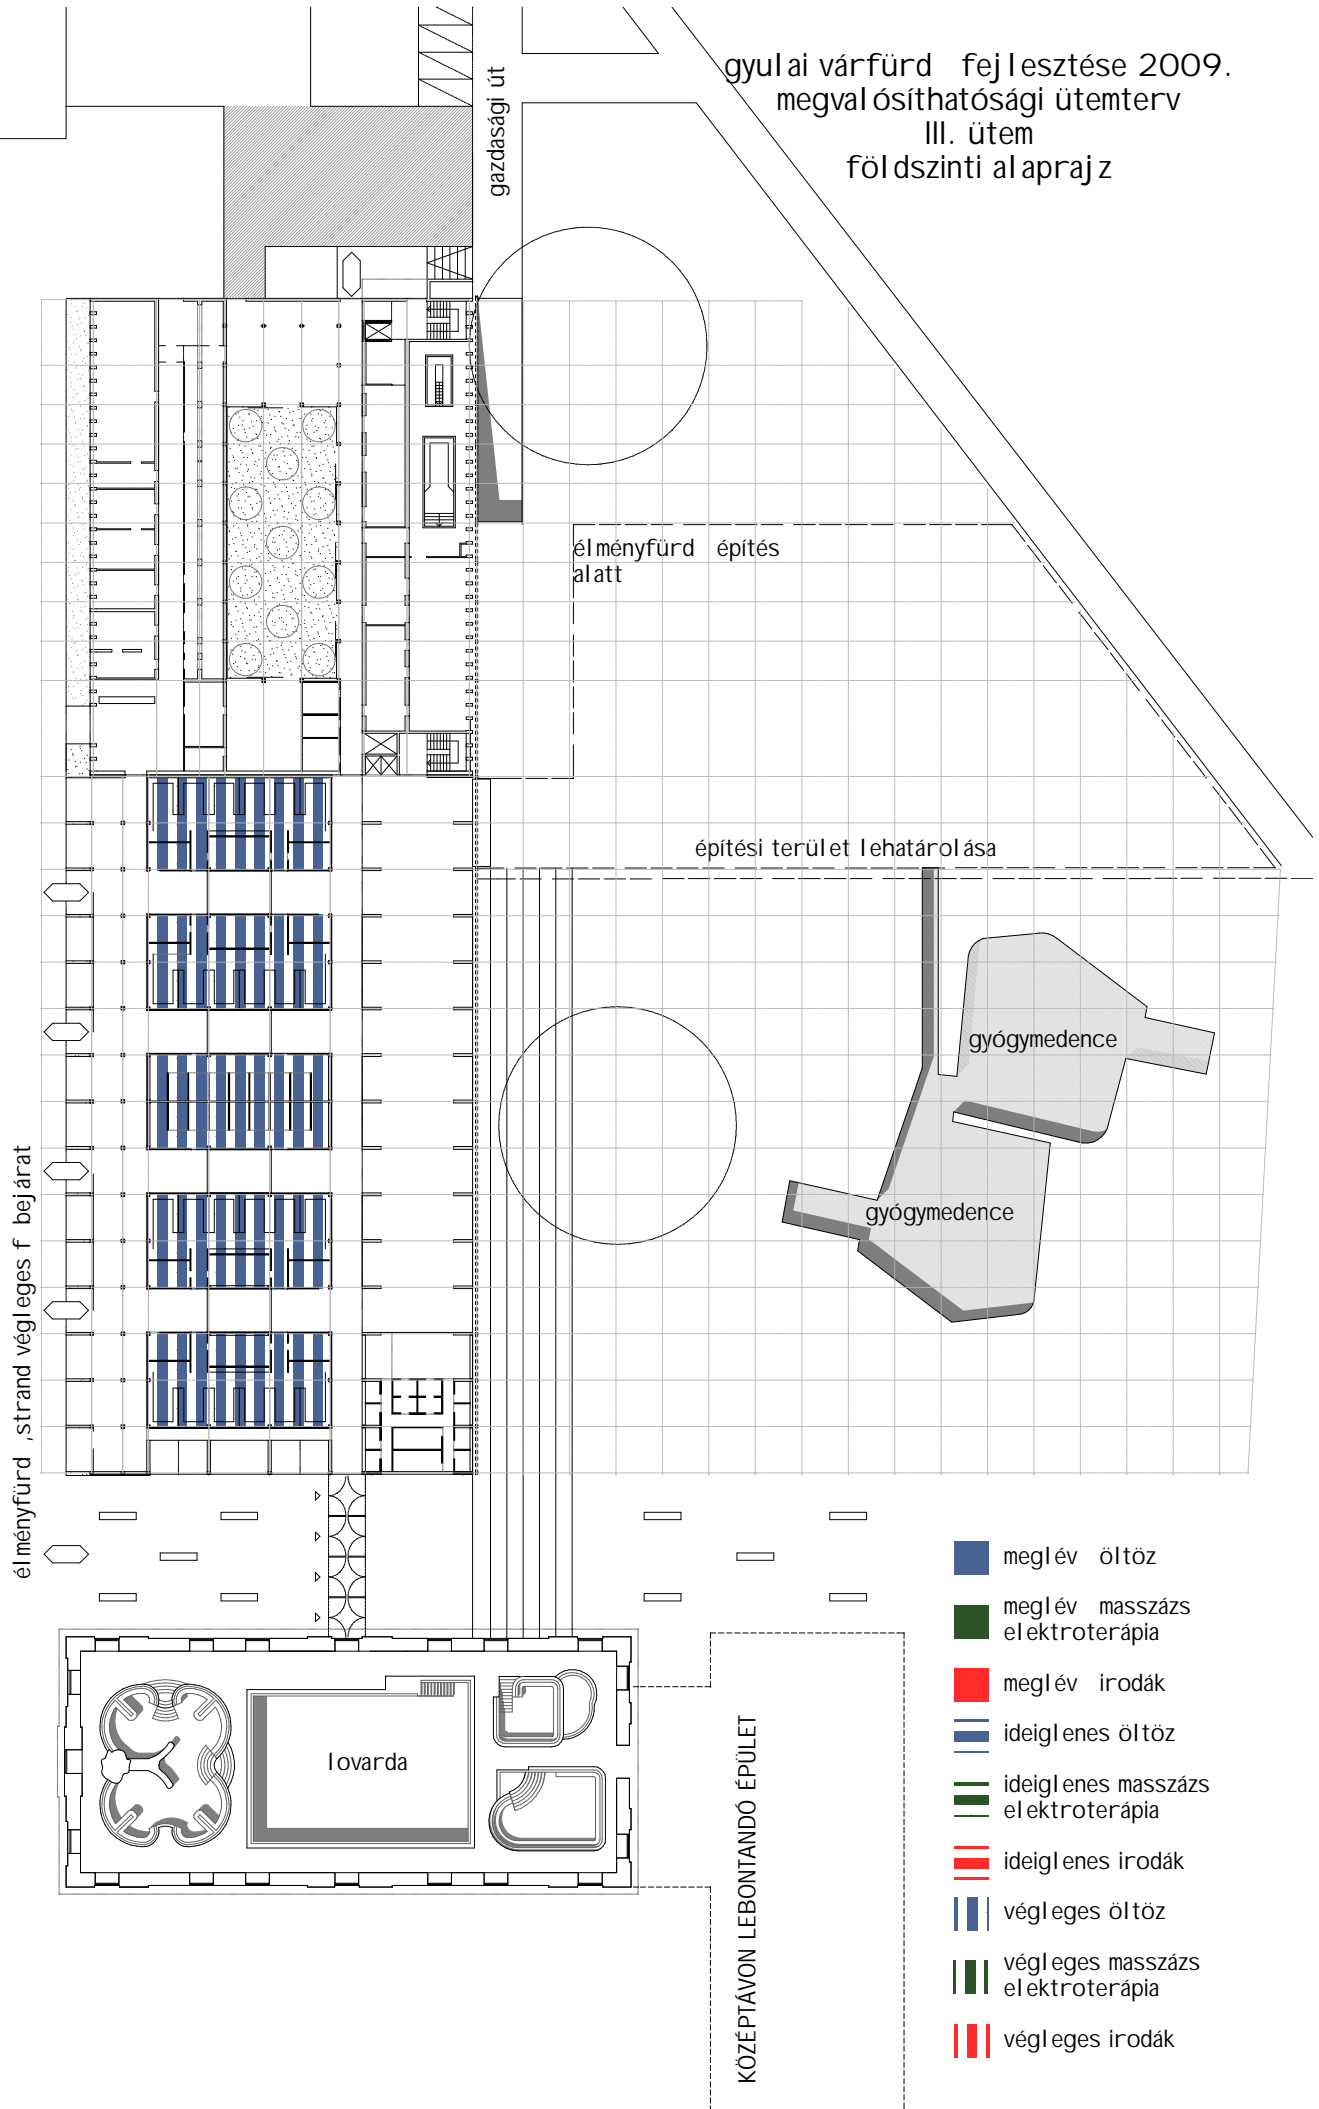 gyulai várfürd fejlesztése 2009.
megvalósíthatósági ütemterv
III. ütem
földszinti alaprajz
gazdasági út
élményfürd építés
alatt
építési terület lehatárolása
gyógymedence
gyógymedence
élményfürd ,strand végleges f bejárat
lovarda
KÖZÉPTÁVON LEBONTANDÓ ÉPÜLET
meglév öltöz
meglév masszázs
elektroterápia
meglév irodák
ideiglenes öltöz
ideiglenes masszázs
elektroterápia
ideiglenes irodák
végleges öltöz
végleges masszázs
elektroterápia
végleges irodák